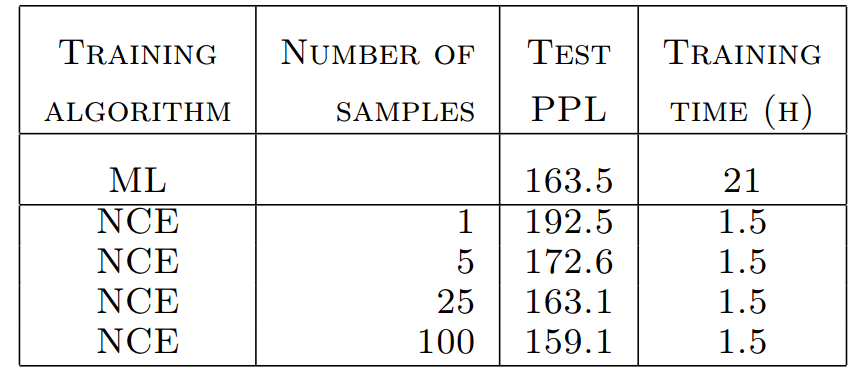 TRAINING NUMBER OF TEST TRAINING
ALGORITHM SAMPLES PPL TIME (H)
ML 163.5 21
NCE 1 192.5 1.5
NCE 5 172.6 1.5
NCE 25 163.1 1.5
NCE 100 159.1 1.5